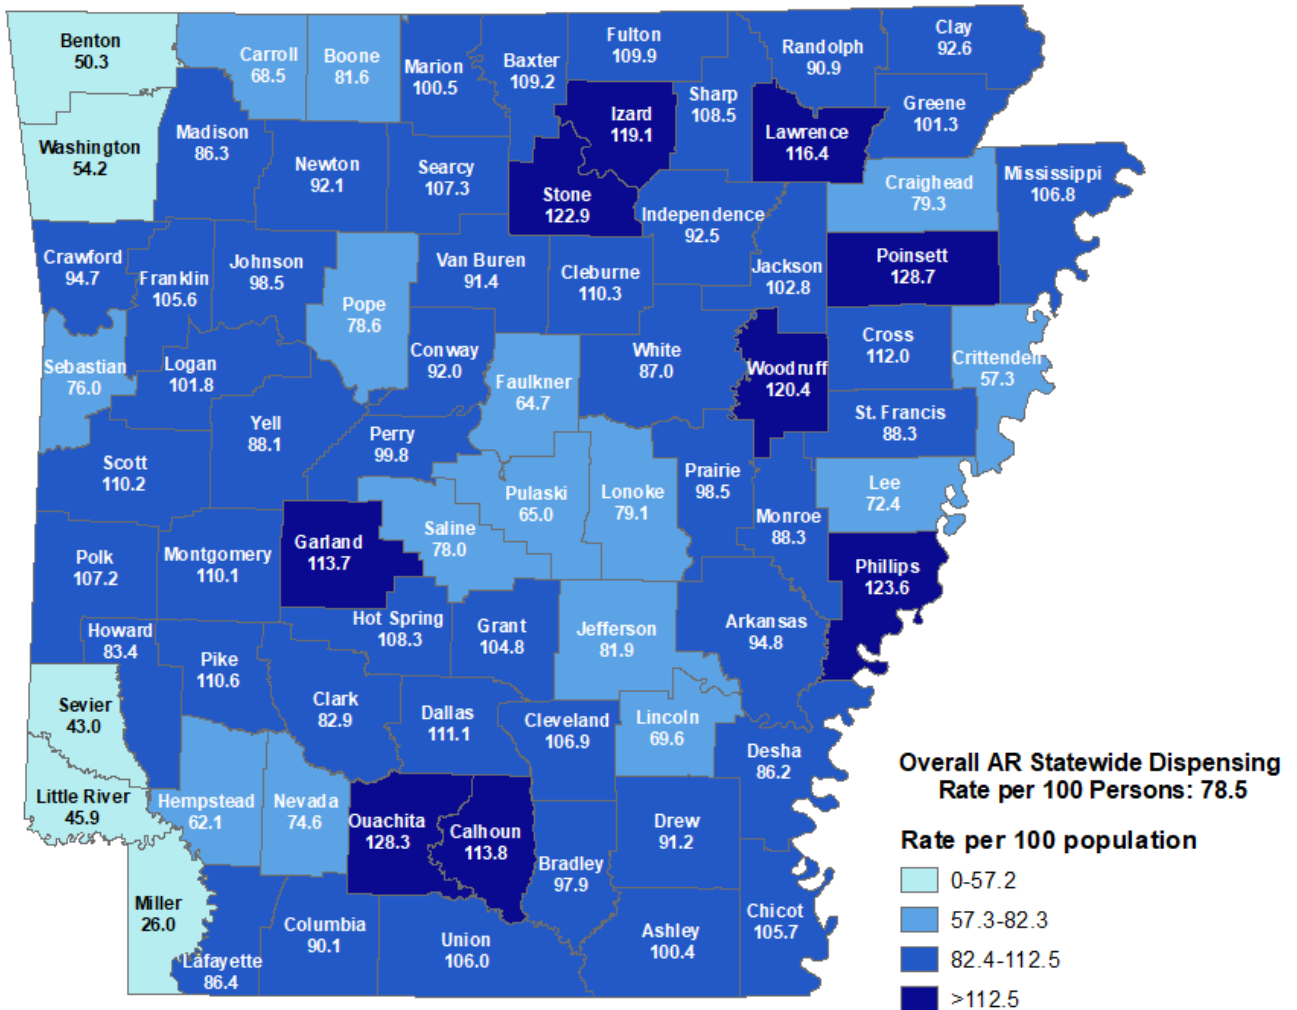 Benton
50.3
Carroll
68.5
Boone
81.6
Marion
100.5
Baxter
109.2
Fulton
109.9
Sharp
108.5
Randolph
90.9
Clay
92.6
Greene
101.3
Washington
54.2
Madison
86.3
Newton
92.1
Searcy
107.3
Izard
119.1
Stone
122.9
Independence
92.5
Lawrence
116.4
Craighead
79.3
Mississippi
106.8
Crawford
94.7
Franklin
105.6
Johnson
98.5
Pope
78.6
Van Buren
91.4
Cleburne
110.3
Jackson
102.8
Poinsett
128.7
Sebastian
76.0
Logan
101.8
Conway
92.0
Faulkner
64.7
White
87.0
Woodruff
120.4
Cross
112.0
Crittenden
57.3
St. Francis
88.3
Scott
110.2
Yell
88.1
Perry
99.8
Pulaski
65.0
Lonoke
79.1
Prairie
98.5
Monroe
88.3
Lee
72.4
Polk
107.2
Montgomery
110.1
Garland
113.7
Saline
78.0
Phillips
123.6
Howard
83.4
Pike
110.6
Hot Spring
108.3
Grant
104.8
Jefferson
81.9
Arkansas
94.8
Sevier
43.0
Clark
82.9
Dallas
111.1
Cleveland
106.9
Lincoln
69.6
Desha
86.2
Little River
45.9
Hempstead
62.1
Nevada
74.6
Ouachita
128.3
Calhoun
113.8
Bradley
97.9
Drew
91.2
Miller
26.0
Lafayette
86.4
Columbia
90.1
Union
106.0
Ashley
100.4
Chicot
105.7
Overall AR Statewide Dispensing
Rate per 100 Persons: 78.5
Rate per 100 population
0-57.2
57.3-82.3
82.4-112.5
>112.5